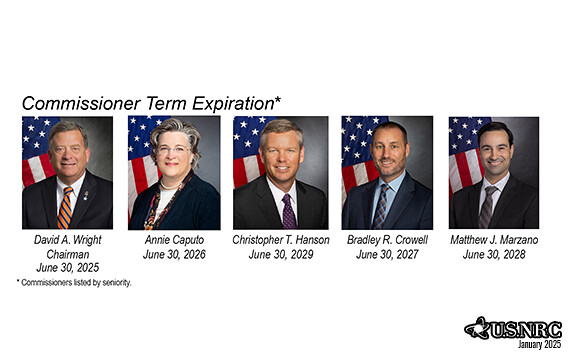 Commissioner Term Expiration*
David A. Wright
Chairman
June 30, 2025
Annie Caputo
June 30, 2026
Christopher T. Hanson
June 30, 2029
Bradley R. Crowell
June 30, 2027
Matthew J. Marzano
June 30, 2028
* Commissioners listed by seniority.
U.S.NRC
January 2025